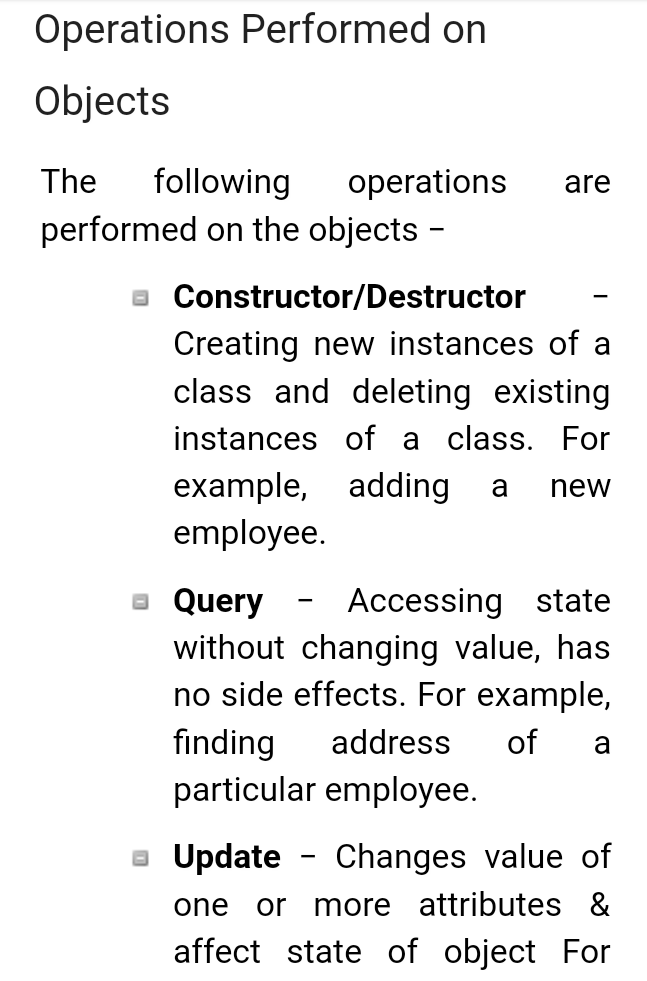 Operations Performed on
Objects
The following operations are
performed on the objects −
Constructor/Destructor −
Creating new instances of a
class and deleting existing
instances of a class. For
example, adding a new
employee.
Query − Accessing state
without changing value, has
no side effects. For example,
finding address of a
particular employee.
Update − Changes value of
one or more attributes &
affect state of object For